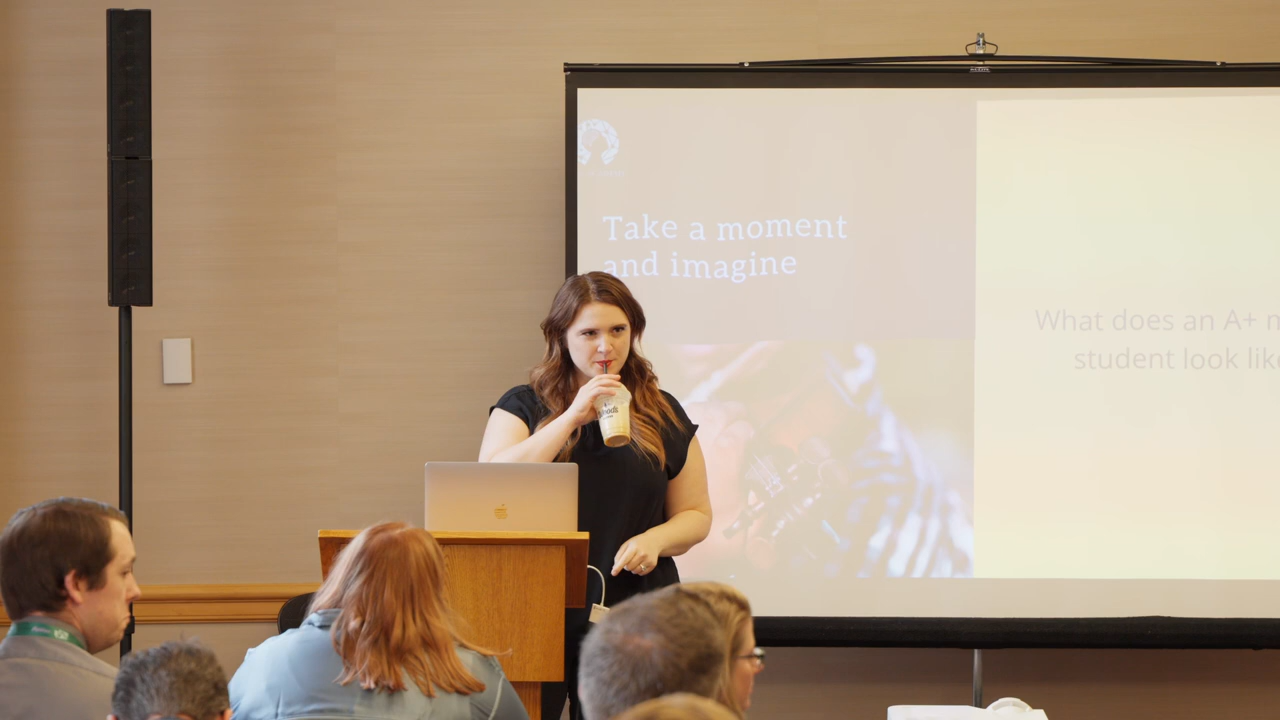 Take a moment
and imagine
What does an A+ m
student look lik